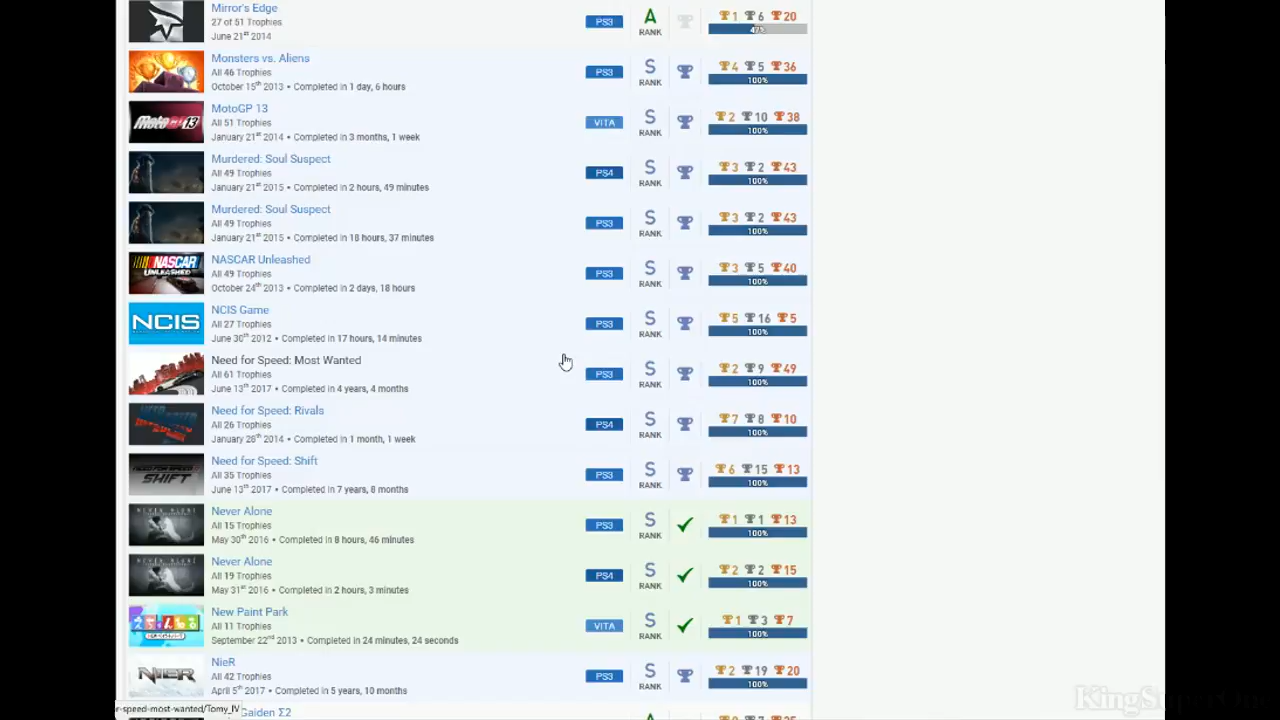 Mirror's Edge
27 of 51 Trophies
June 21st 2014
PS3
A
RANK
1 6 20
47%
Monsters vs. Aliens
All 46 Trophies
October 15th 2013 • Completed in 1 day, 6 hours
PS3
S
RANK
4 5 36
100%
MotoGP 13
MotoGP 13
All 51 Trophies
January 21st 2014 • Completed in 3 months, 1 week
VITA
S
RANK
2 10 38
100%
Murdered: Soul Suspect
All 49 Trophies
January 21st 2015 • Completed in 2 hours, 49 minutes
PS4
S
RANK
3 2 43
100%
Murdered: Soul Suspect
All 49 Trophies
January 21st 2015 • Completed in 18 hours, 37 minutes
PS3
S
RANK
3 2 43
100%
NASCAR
UNLEASHED
NASCAR Unleashed
All 49 Trophies
October 24th 2013 • Completed in 2 days, 18 hours
PS3
S
RANK
3 5 40
100%
NCIS
NCIS Game
All 27 Trophies
June 30th 2012 • Completed in 17 hours, 14 minutes
PS3
S
RANK
5 16 5
100%
Need for Speed: Most Wanted
All 61 Trophies
June 13th 2017 • Completed in 4 years, 4 months
PS3
S
RANK
2 9 49
100%
Need for Speed: Rivals
All 26 Trophies
January 28th 2014 • Completed in 1 month, 1 week
PS4
S
RANK
7 8 10
100%
SHIFT
Need for Speed: Shift
All 35 Trophies
June 13th 2017 • Completed in 7 years, 8 months
PS3
S
RANK
6 15 13
100%
NEVER ALONE
Never Alone
All 15 Trophies
May 30th 2016 • Completed in 8 hours, 46 minutes
PS3
S
RANK
1 1 13
100%
NEVER ALONE
Never Alone
All 19 Trophies
May 31st 2016 • Completed in 2 hours, 3 minutes
PS4
S
RANK
2 2 15
100%
New Paint Park
All 11 Trophies
September 22nd 2013 • Completed in 24 minutes, 24 seconds
VITA
S
RANK
1 3 7
100%
NIER
NieR
All 42 Trophies
April 5th 2017 • Completed in 5 years, 10 months
PS3
S
RANK
2 19 20
100%
r-speed-most-wanted/Tomy_IV
Gaiden Σ2